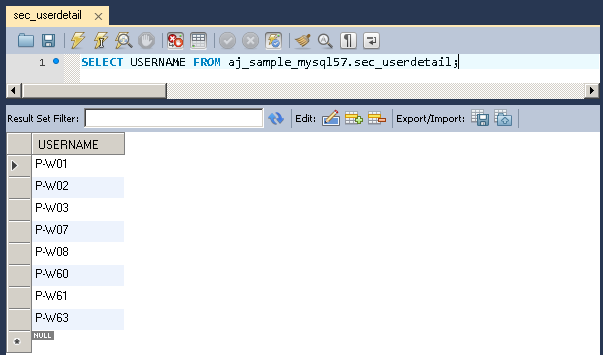 sec_userdetail
1 SELECT USERNAME FROM aj_sample_mysql57.sec_userdetail;
Result Set Filter: Edit: Export/Import:
USERNAME
P-W01
P-W02
P-W03
P-W07
P-W08
P-W60
P-W61
P-W63
* NULL